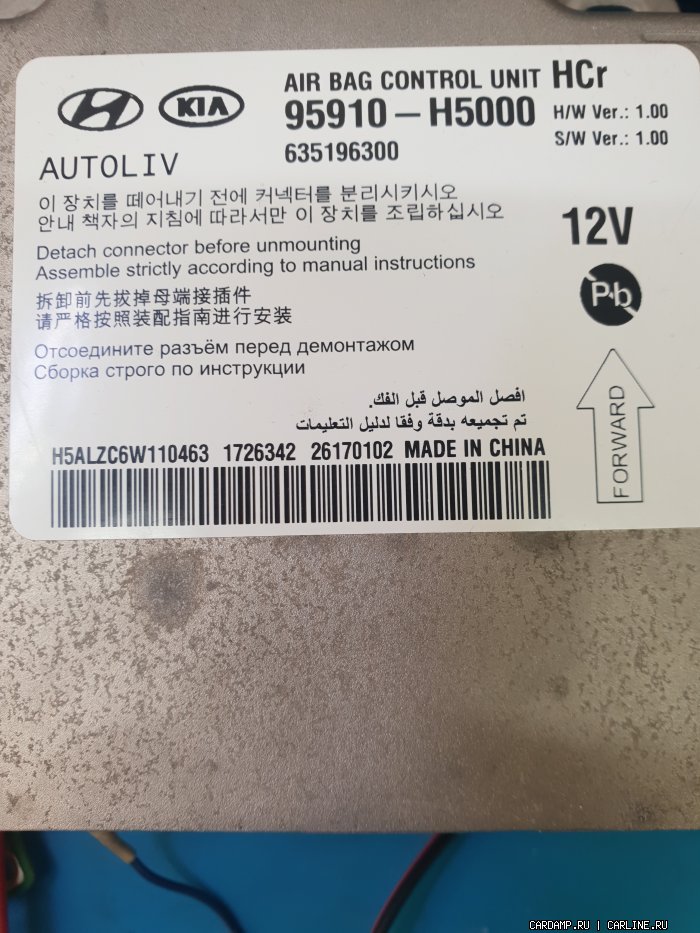 AIR BAG CONTROL UNIT HCr
KIA
95910-H5000
H/W Ver.: 1.00
635196300
S/W Ver.: 1.00
AUTOLIV
이 장치를 떼어내기 전에 커넥터를 분리시키시오
안내 책자의 지침에 따라서만 이 장치를 조립하십시오
12V
Detach connector before unmounting
Assemble strictly according to manual instructions
Pb
拆卸前先拔掉母端接插件
请严格按照装配指南进行安装
Отсоедините разъём перед демонтажом
Сборка строго по инструкции
افصل الموصل قبل الفك.
تم تجميعه بدقة وفقا لدليل التعليمات
FORWARD
H5ALZC6W110463 1726342 26170102 MADE IN CHINA
CARDAMP.RU | CARLINE.RU